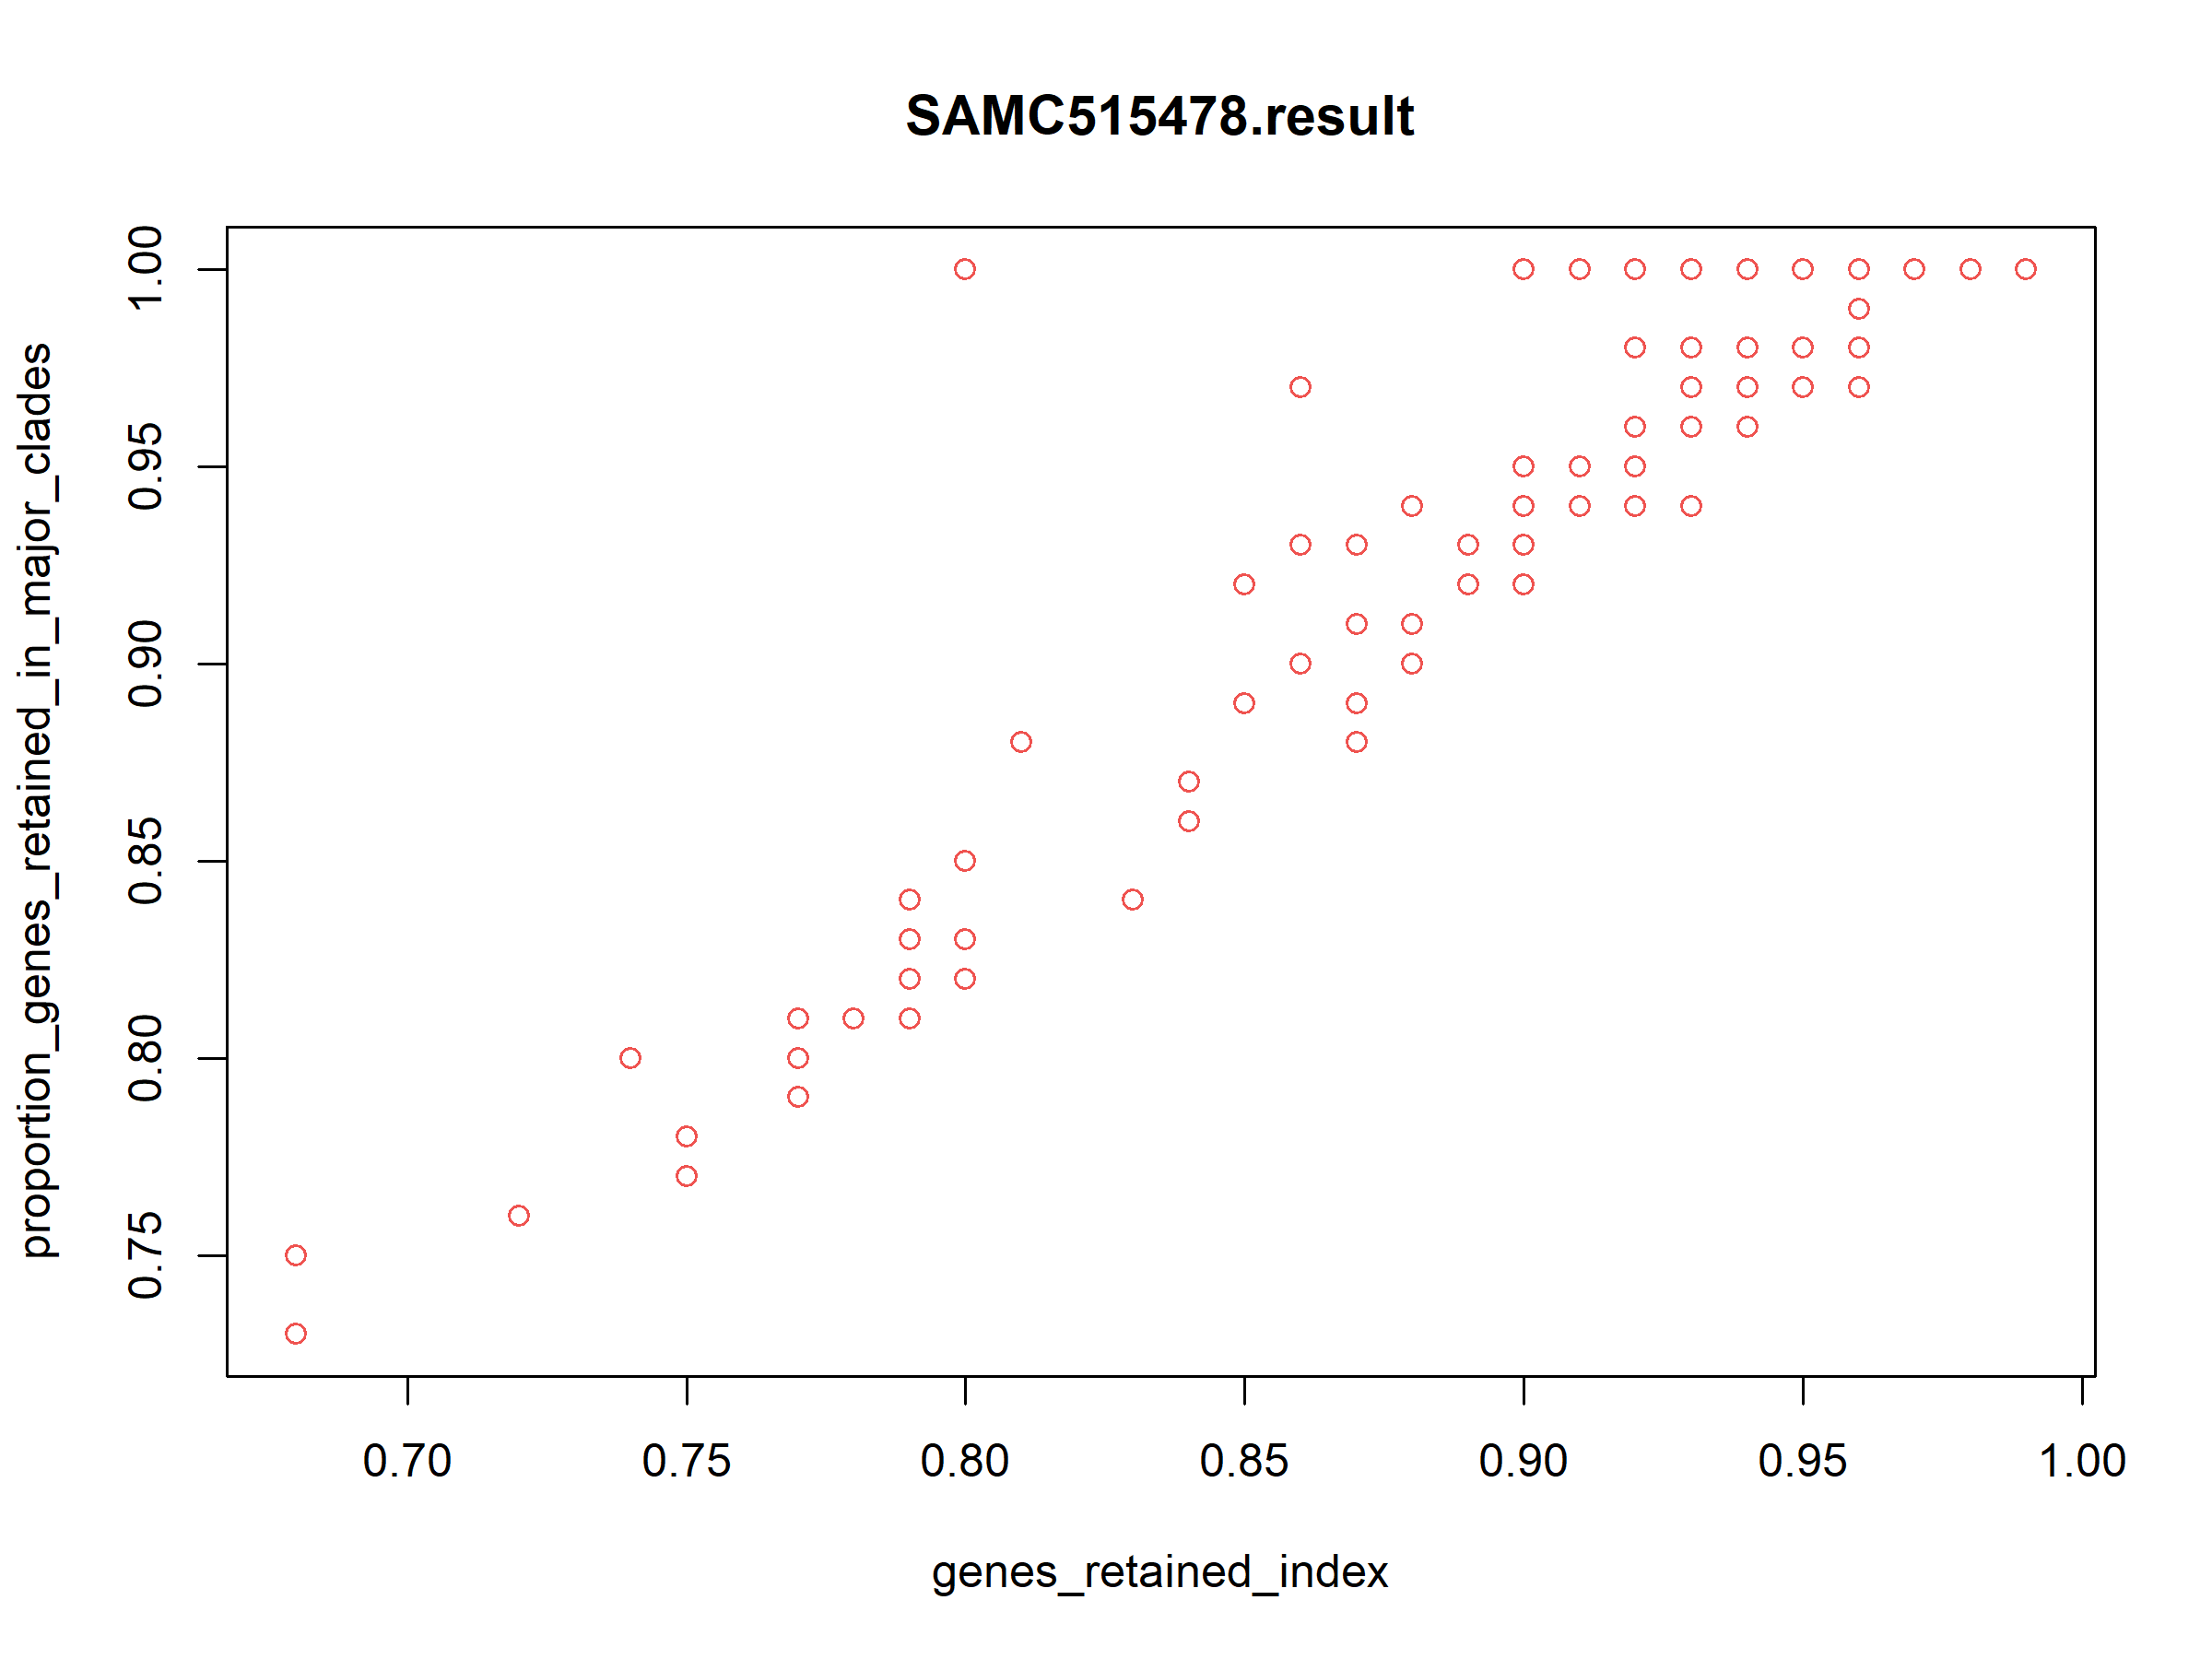 SAMC515478.result
proportion_genes_retained_in_major_clades
1.00
0.95
0.90
0.85
0.80
0.75
0.70 0.75 0.80 0.85 0.90 0.95 1.00
genes_retained_index